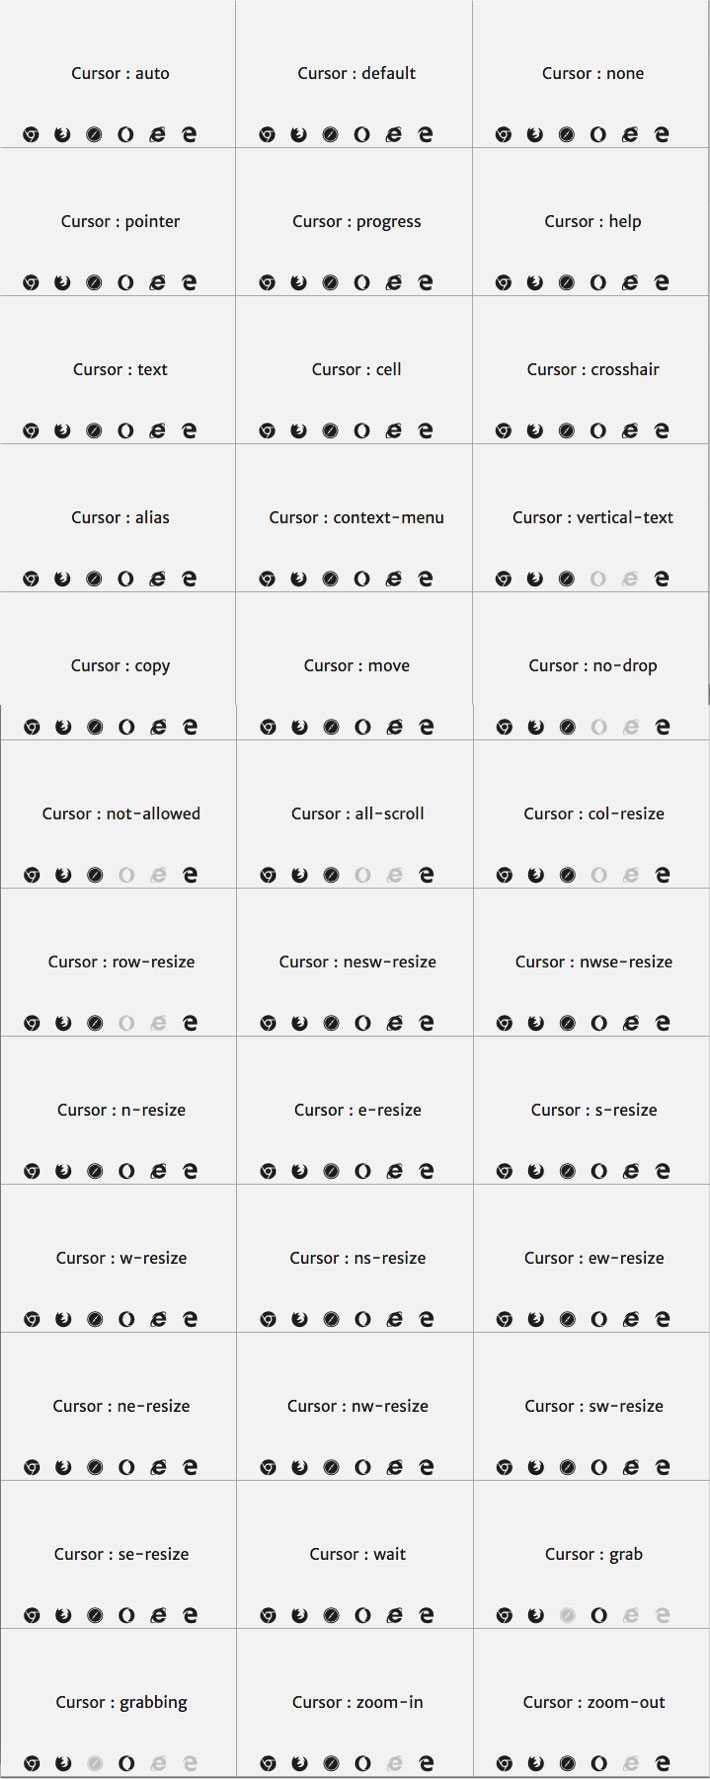 Cursor : auto
Cursor : default
Cursor : none
Cursor : pointer
Cursor : progress
Cursor : help
Cursor : text
Cursor : cell
Cursor : crosshair
Cursor : alias
Cursor : context-menu
Cursor : vertical-text
Cursor : copy
Cursor : move
Cursor : no-drop
Cursor : not-allowed
Cursor : all-scroll
Cursor : col-resize
Cursor : row-resize
Cursor : nesw-resize
Cursor : nwse-resize
Cursor : n-resize
Cursor : e-resize
Cursor : s-resize
Cursor : w-resize
Cursor : ns-resize
Cursor : ew-resize
Cursor : ne-resize
Cursor : nw-resize
Cursor : sw-resize
Cursor : se-resize
Cursor : wait
Cursor : grab
Cursor : grabbing
Cursor : zoom-in
Cursor : zoom-out